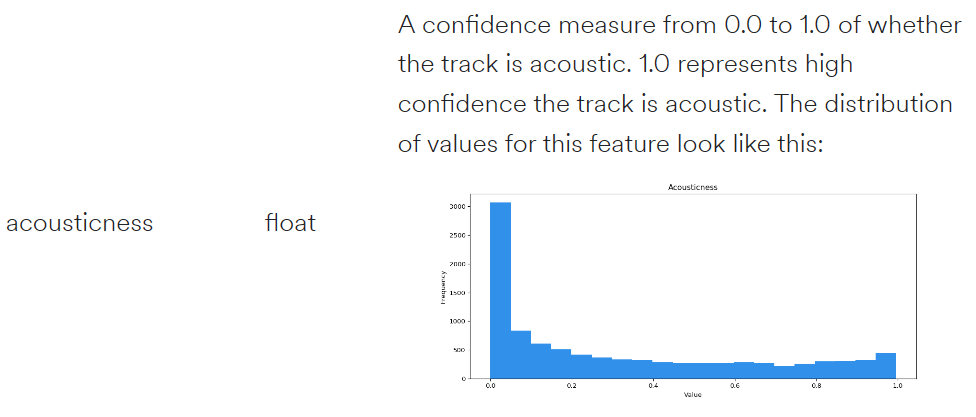 A confidence measure from 0.0 to 1.0 of whether
the track is acoustic. 1.0 represents high
confidence the track is acoustic. The distribution
of values for this feature look like this:
acousticness
float
Acousticness
Frequency
3000
2500
2000
1500
1000
500
0
0.0 0.2 0.4 0.6 0.8 1.0
Value